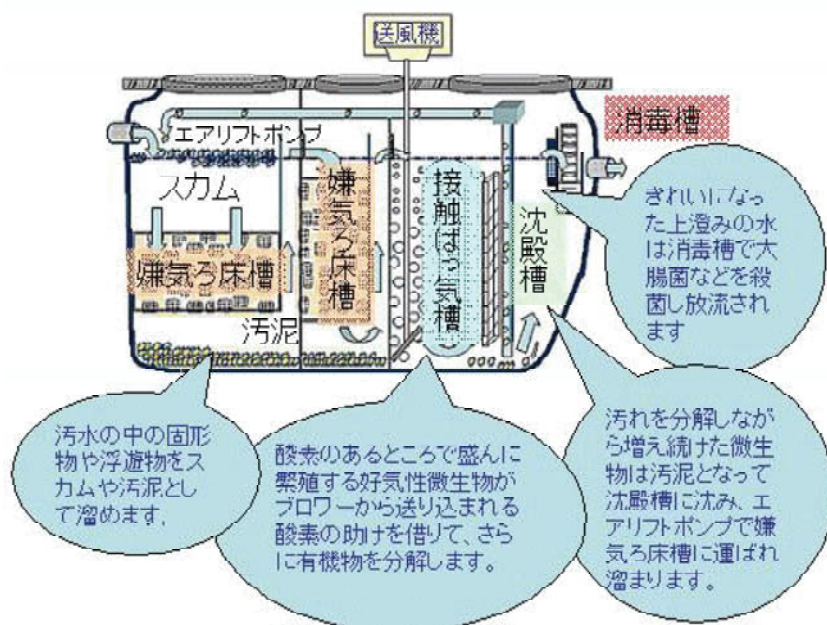 送風機
消毒槽
エアリフトポンプ
スカム
嫌気ろ床槽
嫌気ろ床槽
接触ばっ気槽
沈殿槽
汚泥
きれいになっ
た上澄みの水
は消毒槽で大
腸菌などを殺
菌し放流され
ます
汚水の中の固形
物や浮遊物をス
カムや汚泥とし
て溜めます。
酸素のあるところで盛んに
繁殖する好気性微生物が
ブロワーから送り込まれる
酸素の助けを借りて、さら
に有機物を分解します。
汚れを分解しなが
ら増え続けた微生
物は汚泥となって
沈殿槽に沈み、エ
アリフトポンプで嫌
気ろ床槽に運ばれ
溜まります。